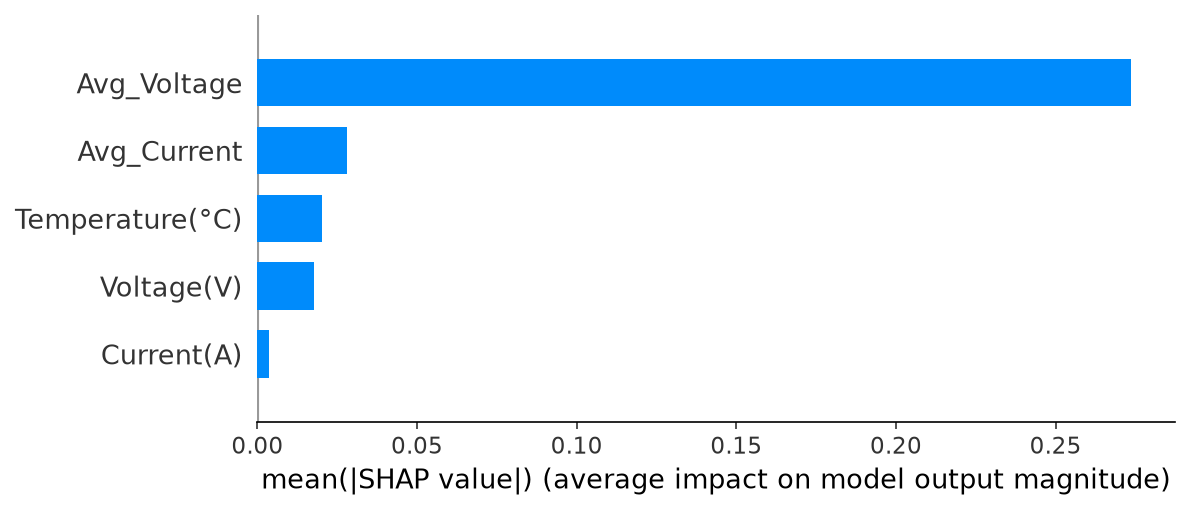 Avg_Voltage
Avg_Current
Temperature(°C)
Voltage(V)
Current(A)
0.00 0.05 0.10 0.15 0.20 0.25
mean(|SHAP value|) (average impact on model output magnitude)